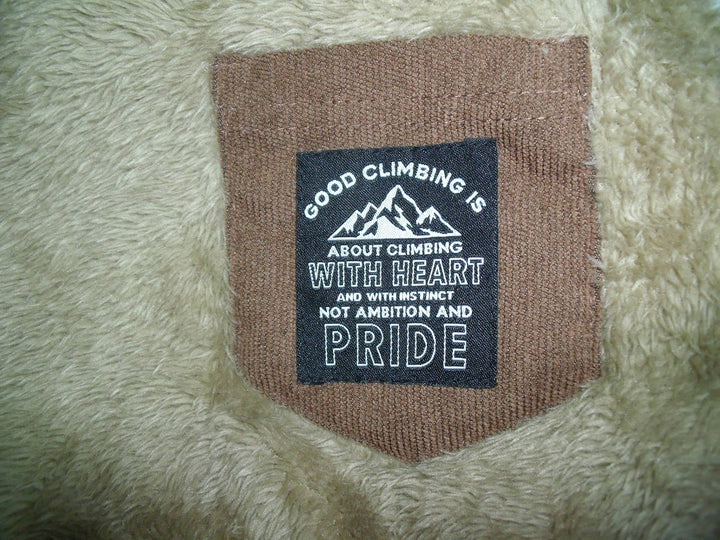 GOOD CLIMBING IS
ABOUT CLIMBING
WITH HEART
AND WITH INSTINCT
NOT AMBITION AND
PRIDE